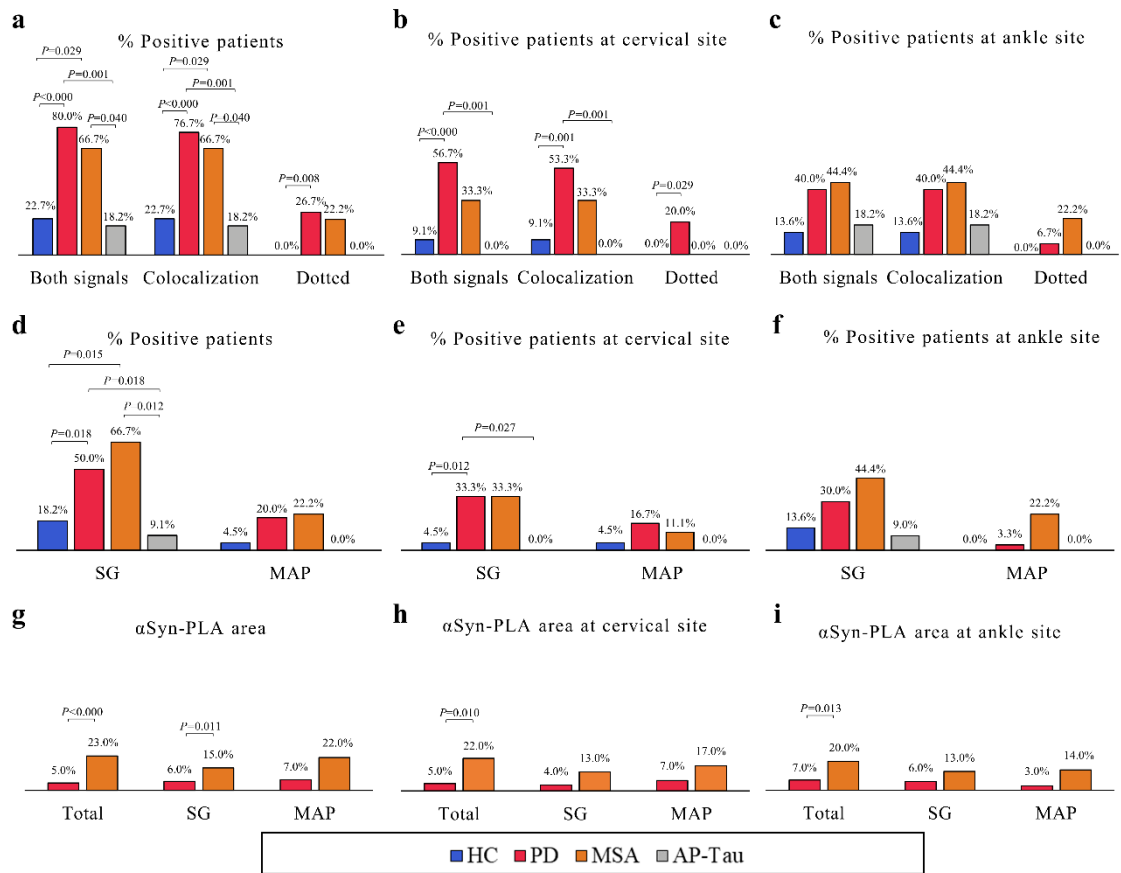 a
% Positive patients
P=0.029
P=0.029
P=0.001
P=0.001
P<0.000
P=0.040
P<0.000
P=0.040
22.7% 80.0% 66.7% 18.2%
22.7% 76.7% 66.7% 18.2%
P=0.008
0.0% 26.7% 22.2% 0.0%
Both signals Colocalization Dotted
b
% Positive patients at cervical site
P=0.001
P=0.001
P<0.000
P=0.001
9.1% 56.7% 33.3% 0.0%
9.1% 53.3% 33.3% 0.0%
P=0.029
0.0% 20.0% 0.0% 0.0%
Both signals Colocalization Dotted
c
% Positive patients at ankle site
13.6% 40.0% 44.4% 18.2%
13.6% 40.0% 44.4% 18.2%
0.0% 6.7% 22.2% 0.0%
Both signals Colocalization Dotted
d
% Positive patients
P=0.015
P=0.018
P=0.012
P=0.018
18.2% 50.0% 66.7% 9.1%
4.5% 20.0% 22.2% 0.0%
SG MAP
e
% Positive patients at cervical site
P=0.027
P=0.012
4.5% 33.3% 33.3% 0.0%
4.5% 16.7% 11.1% 0.0%
SG MAP
f
% Positive patients at ankle site
13.6% 30.0% 44.4% 9.0%
0.0% 3.3% 22.2% 0.0%
SG MAP
g
αSyn-PLA area
P<0.000
5.0% 23.0%
P=0.011
6.0% 15.0%
7.0% 22.0%
Total SG MAP
h
αSyn-PLA area at cervical site
P=0.010
5.0% 22.0%
4.0% 13.0%
7.0% 17.0%
Total SG MAP
i
αSyn-PLA area at ankle site
P=0.013
7.0% 20.0%
6.0% 13.0%
3.0% 14.0%
Total SG MAP
HC PD MSA AP-Tau